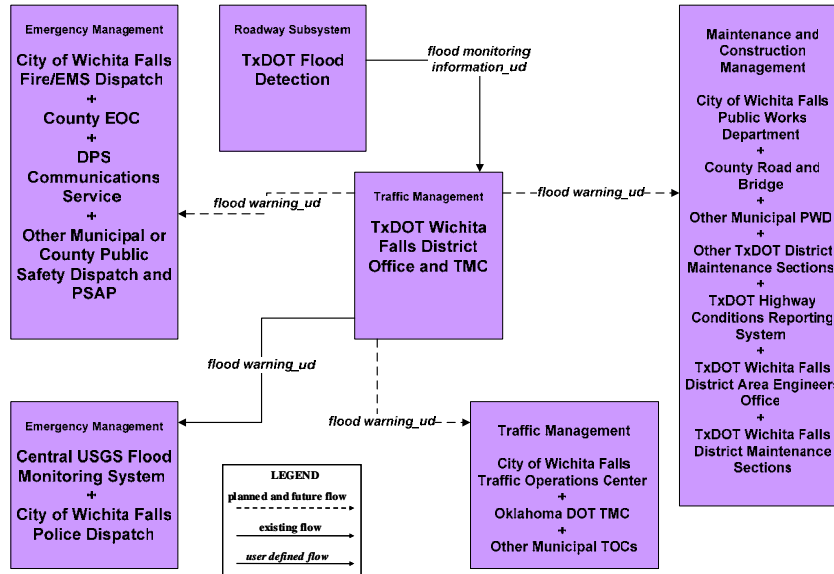 Emergency Management
City of Wichita Falls
Fire/EMS Dispatch
+
County EOC
+
DPS
Communications
Service
+
Other Municipal or
County Public
Safety Dispatch and
PSAP
Roadway Subsystem
TxDOT Flood
Detection
flood monitoring
information_ud
Maintenance and
Construction
Management
City of Wichita Falls
Public Works
Department
+
County Road and
Bridge
+
Other Municipal PWD
+
Other TxDOT District
Maintenance Sections
+
TxDOT Highway
Conditions Reporting
System
+
TxDOT Wichita Falls
District Area Engineers
Office
+
TxDOT Wichita Falls
District Maintenance
Sections
Traffic Management
TxDOT Wichita
Falls District
Office and TMC
flood warning_ud
flood warning_ud
flood warning_ud
flood warning_ud
Emergency Management
Central USGS Flood
Monitoring System
+
City of Wichita Falls
Police Dispatch
LEGEND
planned and future flow
existing flow
user defined flow
Traffic Management
City of Wichita Falls
Traffic Operations Center
+
Oklahoma DOT TMC
+
Other Municipal TOCs